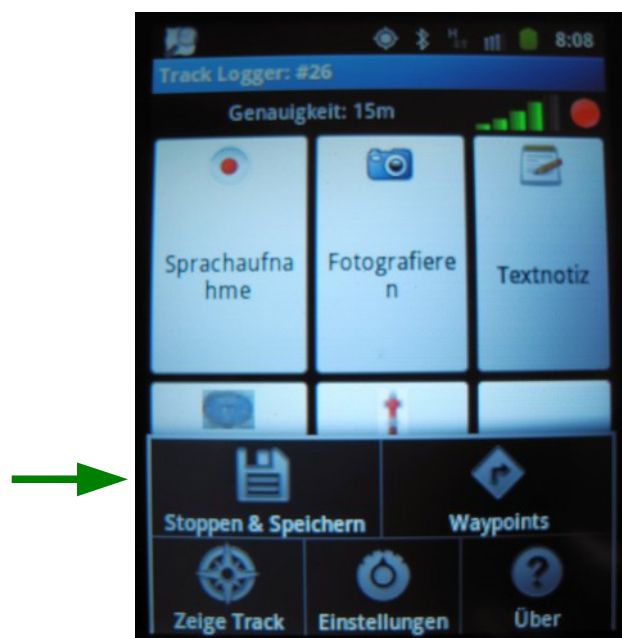 8:08
Track Logger: #26
Genauigkeit: 15m
Sprachaufna
hme
Fotografiere
n
Textnotiz
Stoppen & Speichern
Waypoints
Zeige Track
Einstellungen
Über